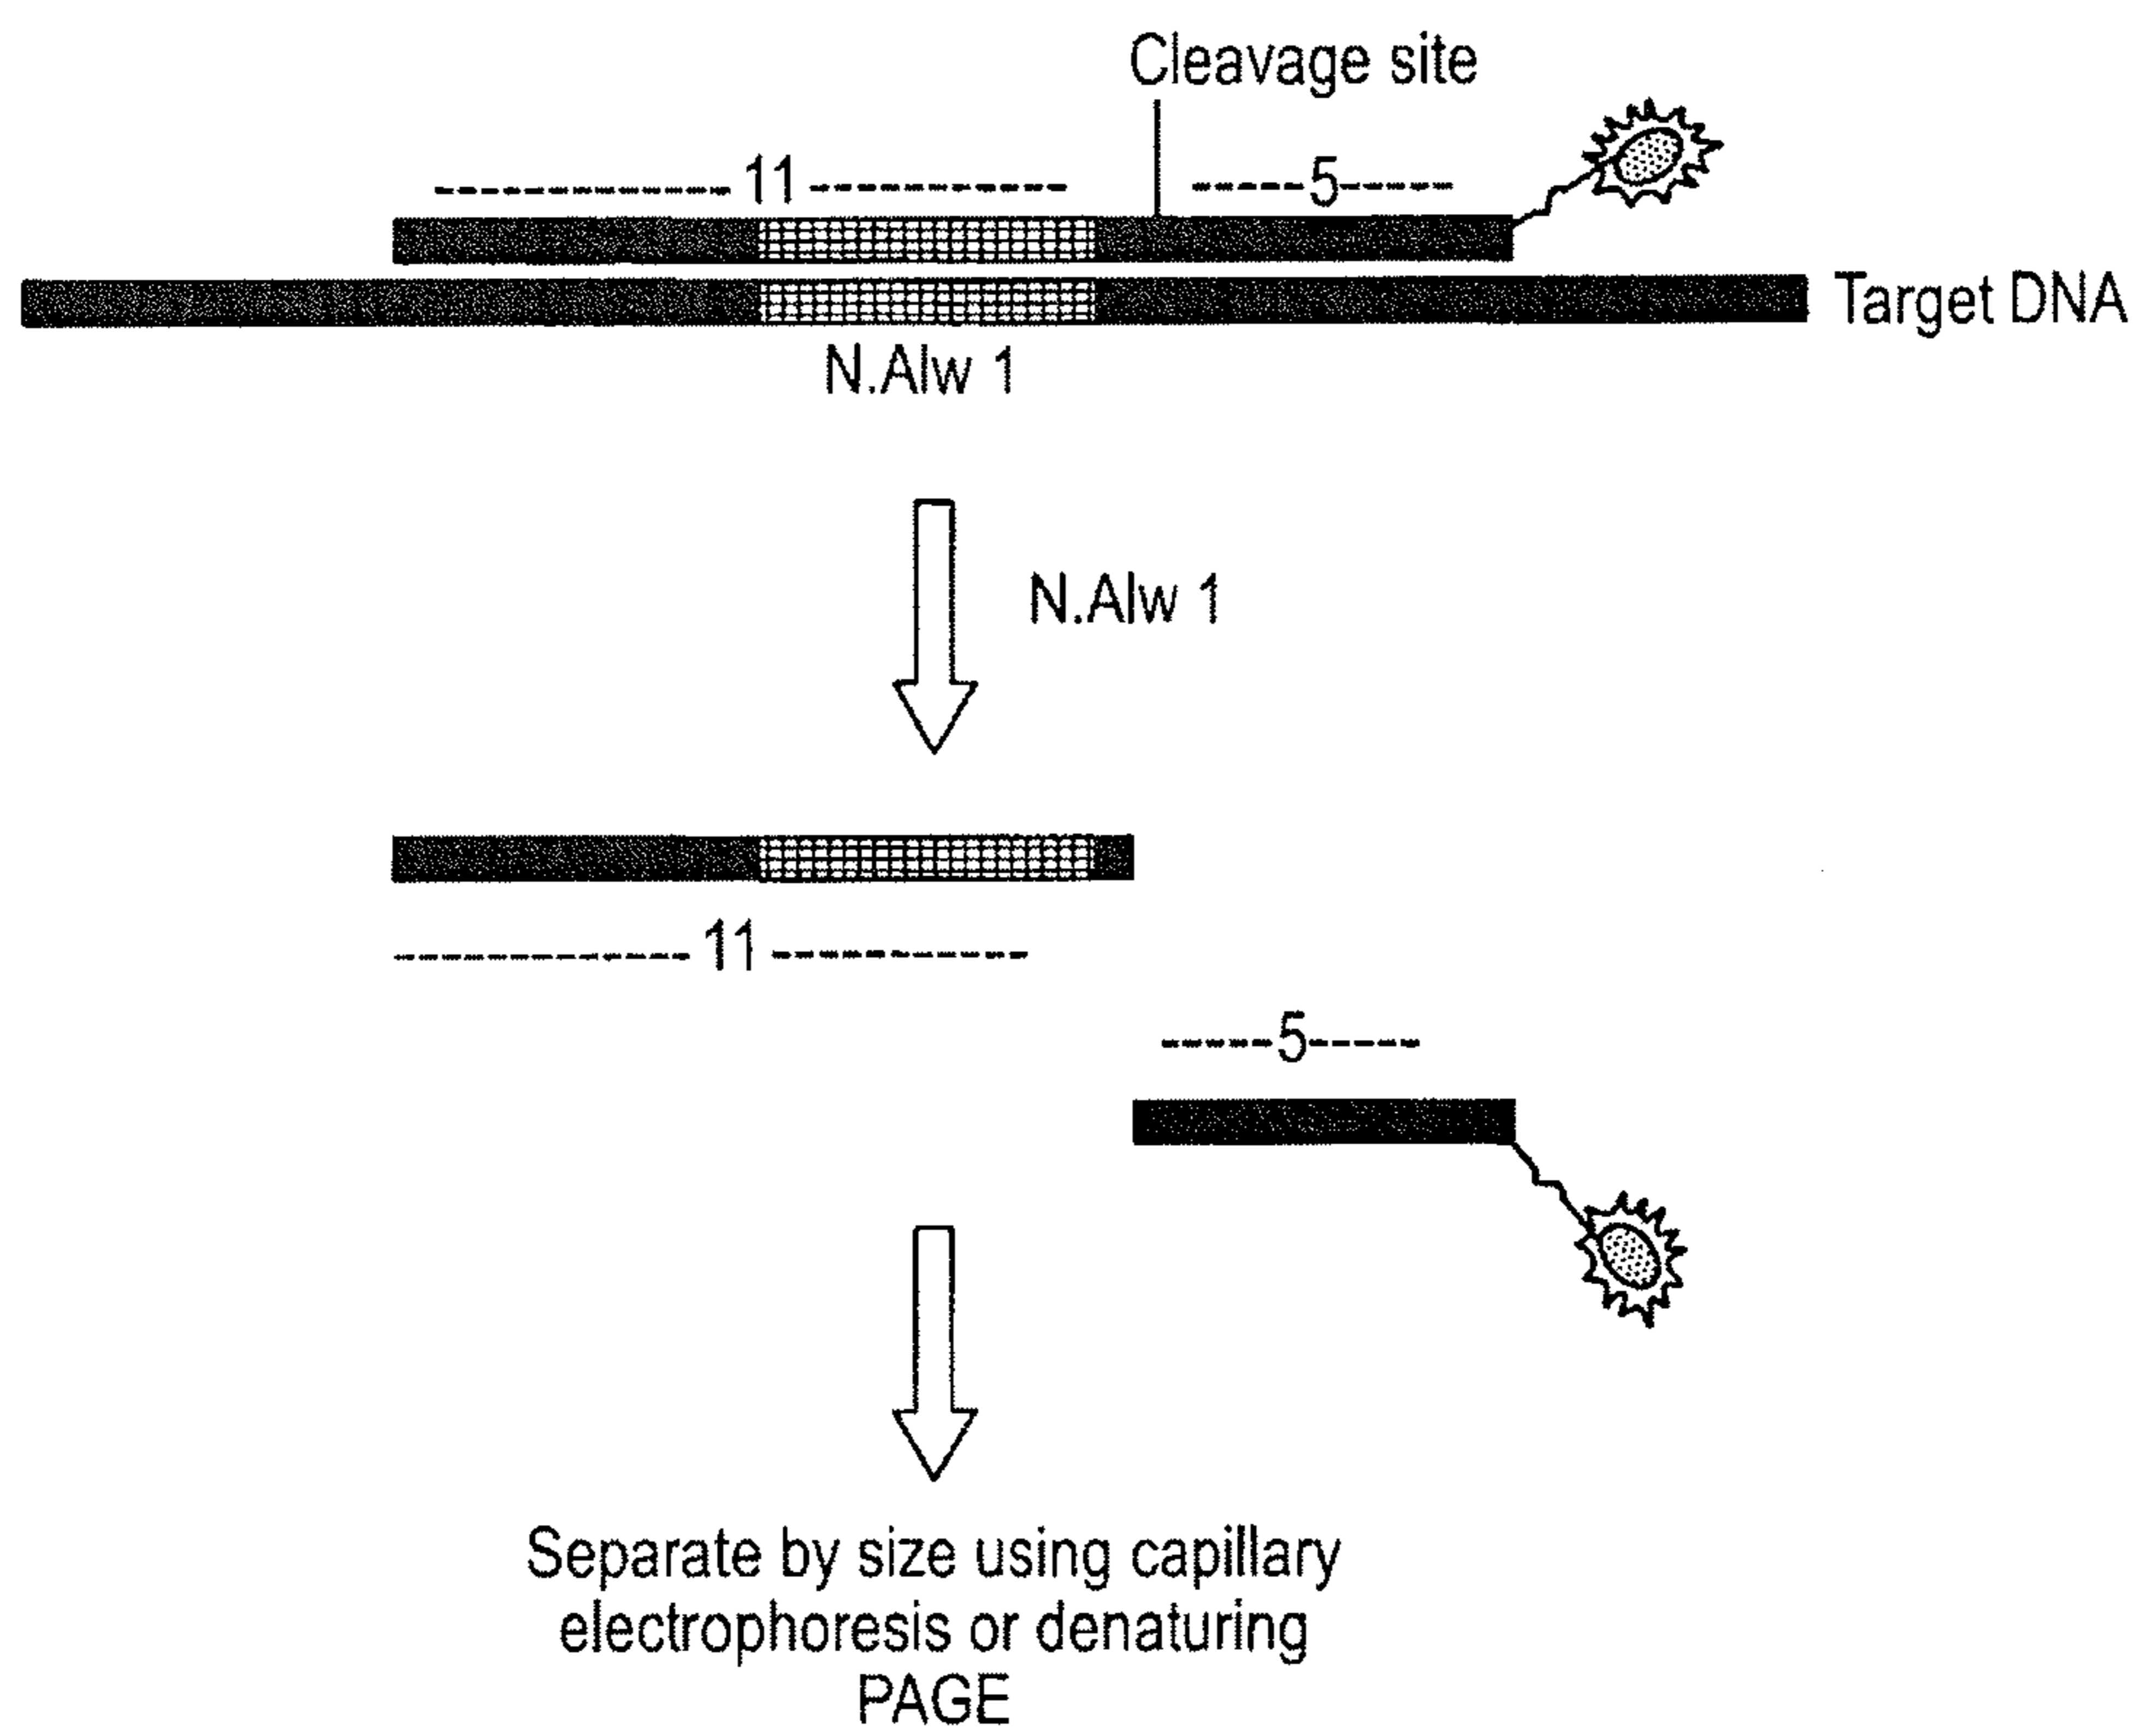 Cleavage site
11
5
Target DNA
N.Alw 1
N.Alw 1
11
5
Separate by size using capillary
electrophoresis or denaturing
PAGE